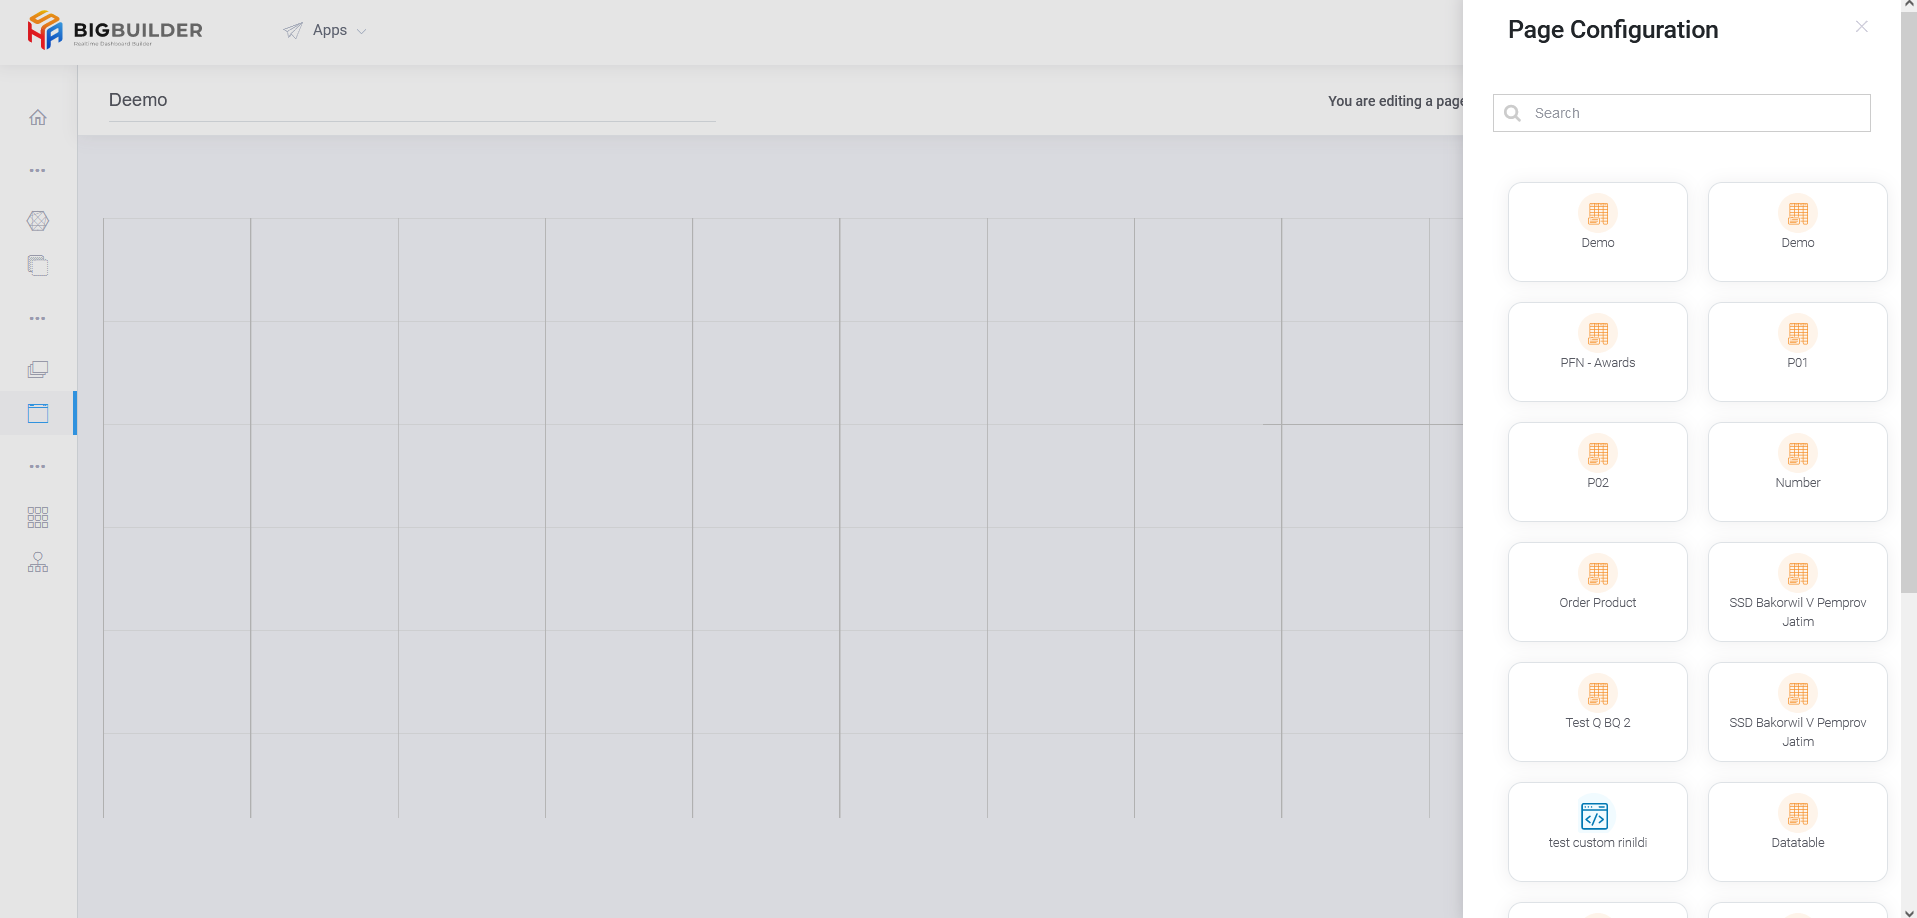 BIGBUILDER
Realtime Dashboard Builder
Apps
Page Configuration
Deemo
You are editing a page
Search
Demo
Demo
PFN - Awards
P01
P02
Number
Order Product
SSD Bakorwil V Pemprov
Jatim
Test Q BQ 2
SSD Bakorwil V Pemprov
Jatim
test custom rinildi
Datatable